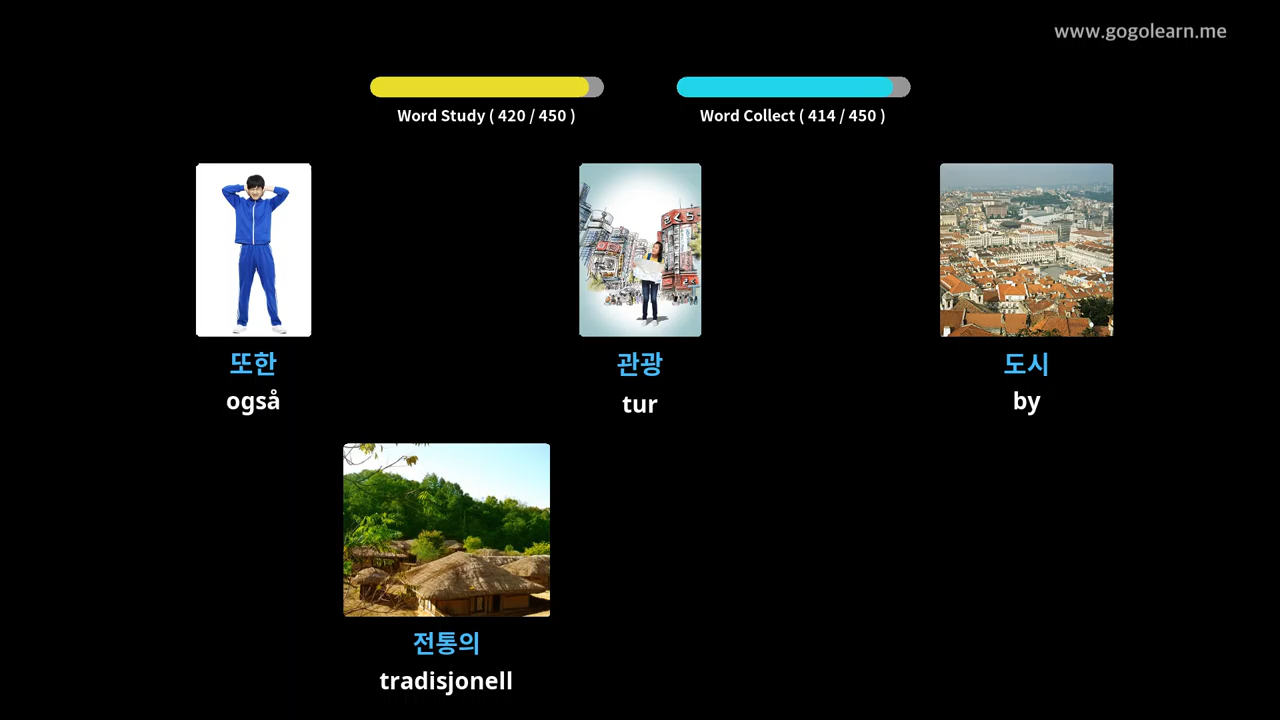 www.gogolearn.me
Word Study ( 420 / 450 )
Word Collect ( 414 / 450 )
또한
også
관광
tur
도시
by
전통의
tradisjonell